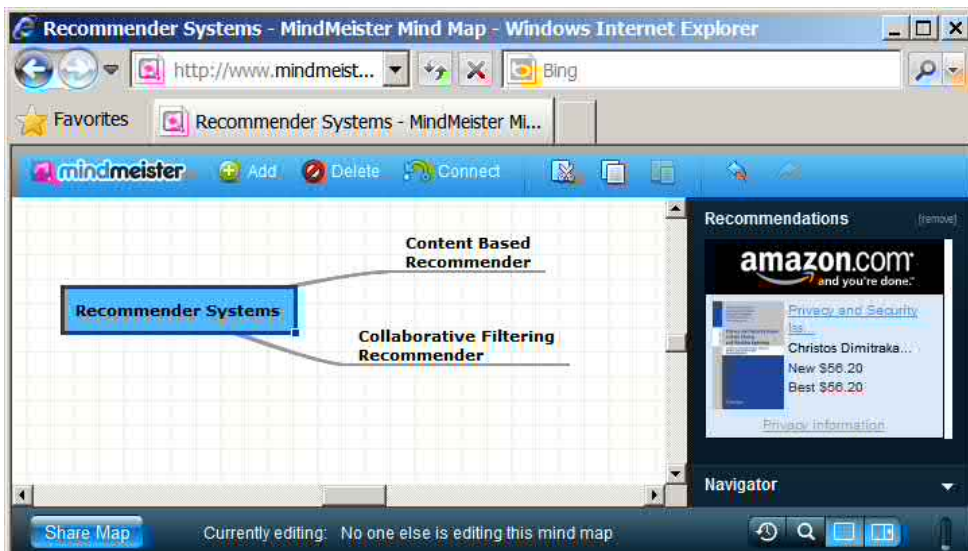 Recommender Systems - MindMeister Mind Map - Windows Internet Explorer
http://www.mindmeist...
Bing
Favorites
Recommender Systems - MindMeister Mi...
mindmeister
Add
Delete
Connect
Content Based
Recommender
Recommender Systems
Collaborative Filtering
Recommender
Recommendations
[remove]
amazon.com
and you're done.
Privacy and Security
Iss...
Christos Dimitraka...
New $56.20
Best $56.20
Privacy Information
Navigator
Share Map
Currently editing: No one else is editing this mind map